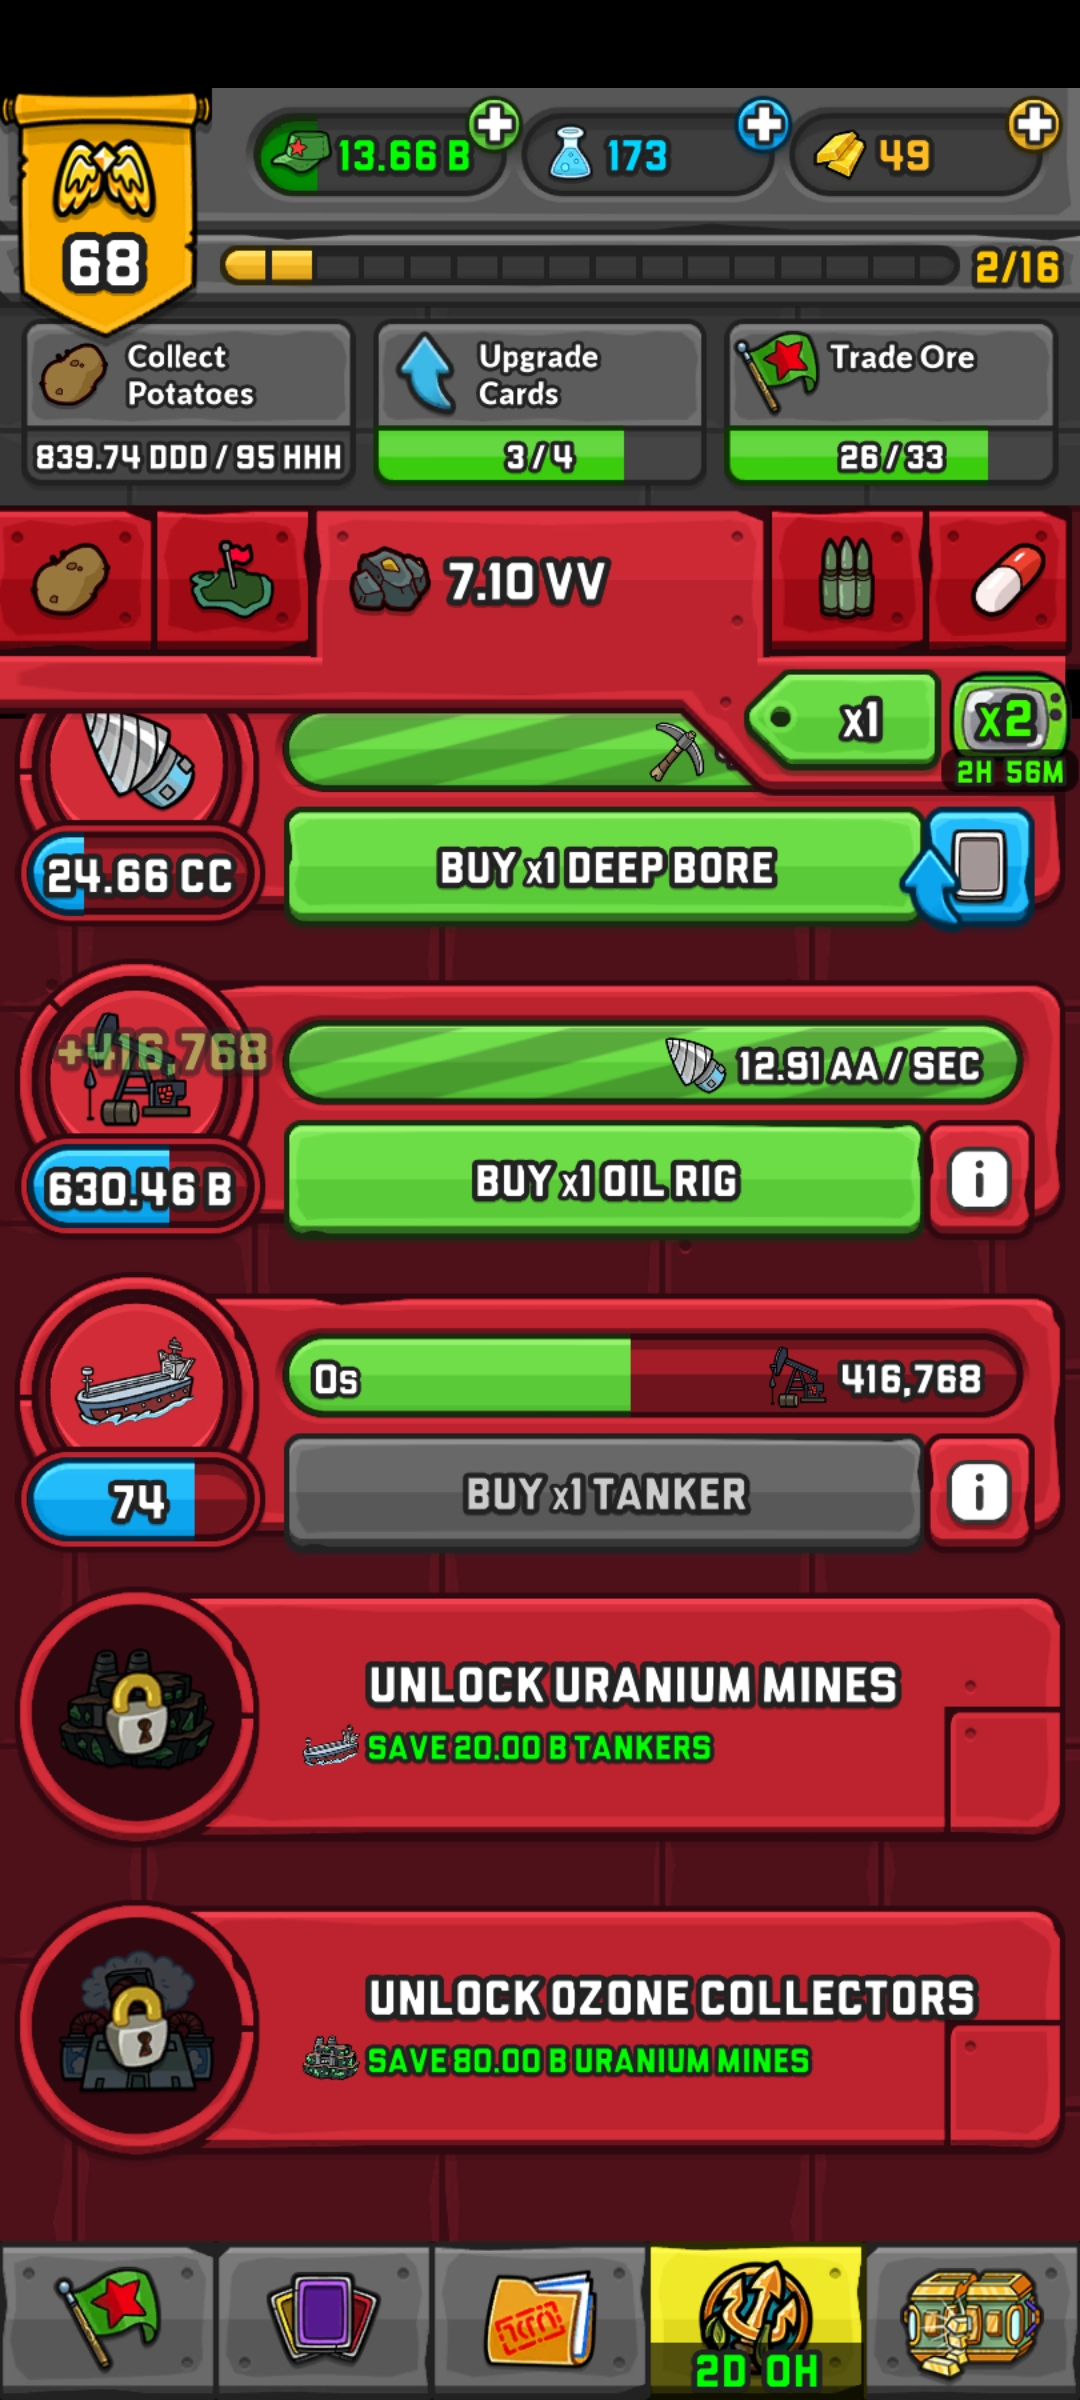 13.66 B
173
49
68
2/16
Collect
Potatoes
839.74 DDD / 95 HHH
Upgrade
Cards
3/4
Trade Ore
26/33
7.10 VV
x1
x2
2H 56M
24.66 CC
BUY x1 DEEP BORE
+416,768
12.91 AA / SEC
630.46 B
BUY x1 OIL RIG
i
0s
416,768
74
BUY x1 TANKER
i
UNLOCK URANIUM MINES
SAVE 20.00 B TANKERS
UNLOCK OZONE COLLECTORS
SAVE 80.00 B URANIUM MINES
2D 0H